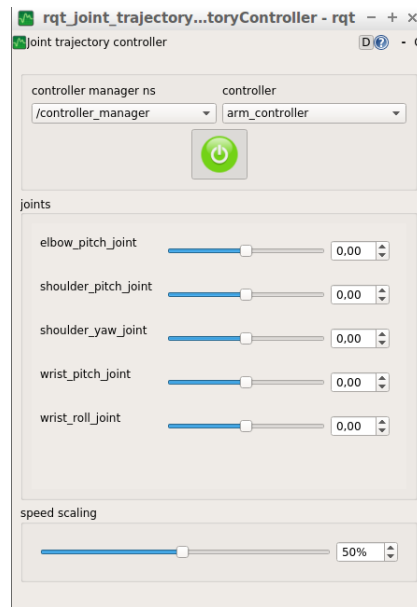 rqt_joint_trajectory...toryController - rqt
Joint trajectory controller D
controller manager ns controller
/controller_manager arm_controller
joints
elbow_pitch_joint 0,00
shoulder_pitch_joint 0,00
shoulder_yaw_joint 0,00
wrist_pitch_joint 0,00
wrist_roll_joint 0,00
speed scaling
50%